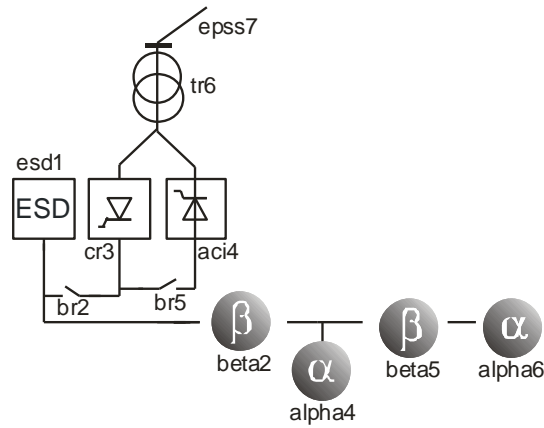 epss7
tr6
esd1
ESD
cr3
aci4
br2
br5
β
beta2
α
alpha4
β
beta5
α
alpha6